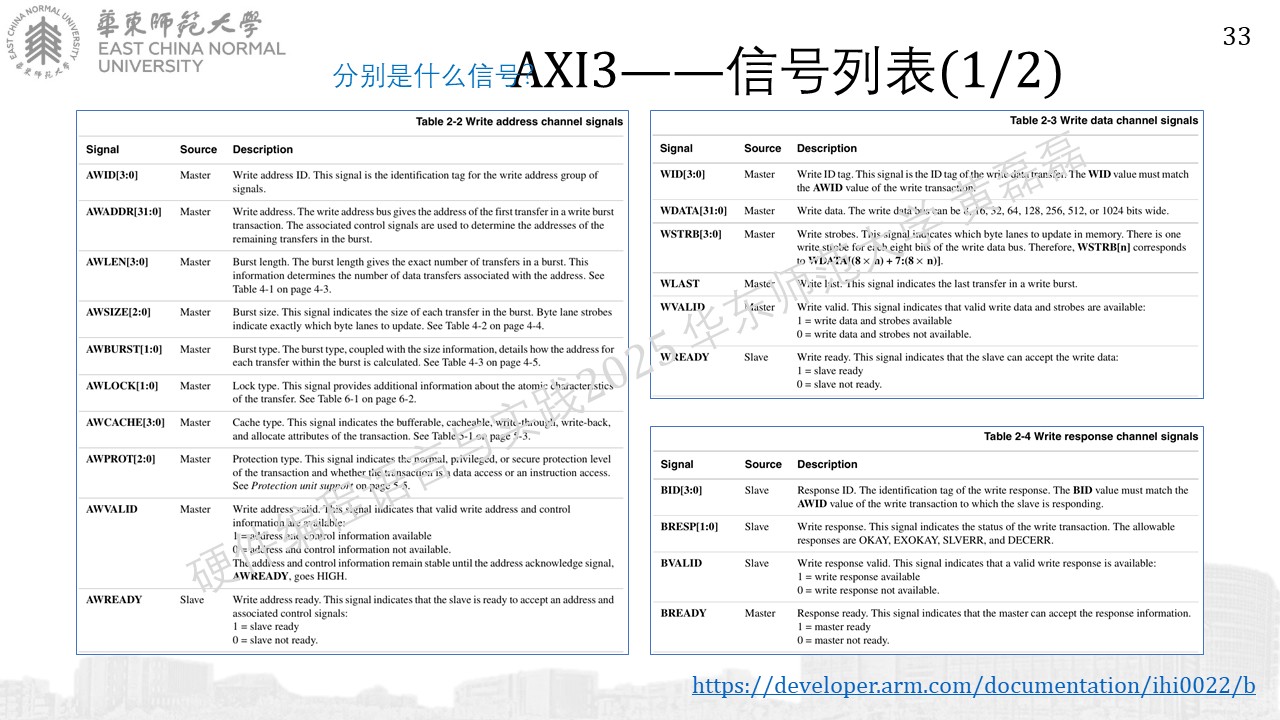 華東師範大學
EAST CHINA NORMAL
UNIVERSITY
EAST CHINA NORMAL UNIVERSITY
33
分别是什么信号?
AXI3——信号列表(1/2)
Table 2-2 Write address channel signals
Signal Source Description
AWID[3:0] Master Write address ID. This signal is the identification tag for the write address group of
signals.
AWADDR[31:0] Master Write address. The write address bus gives the address of the first transfer in a write burst
transaction. The associated control signals are used to determine the addresses of the
remaining transfers in the burst.
AWLEN[3:0] Master Burst length. The burst length gives the exact number of transfers in a burst. This
information determines the number of data transfers associated with the address. See
Table 4-1 on page 4-3.
AWSIZE[2:0] Master Burst size. This signal indicates the size of each transfer in the burst. Byte lane strobes
indicate exactly which byte lanes to update. See Table 4-2 on page 4-4.
AWBURST[1:0] Master Burst type. The burst type, coupled with the size information, details how the address for
each transfer within the burst is calculated. See Table 4-3 on page 4-5.
AWLOCK[1:0] Master Lock type. This signal provides additional information about the atomic characteristics
of the transfer. See Table 6-1 on page 6-2.
AWCACHE[3:0] Master Cache type. This signal indicates the bufferable, cacheable, write-through, write-back,
and allocate attributes of the transaction. See Table 5-1 on page 5-3.
AWPROT[2:0] Master Protection type. This signal indicates the normal, privileged, or secure protection level
of the transaction and whether the transaction is a data access or an instruction access.
See Protection unit support on page 5-5.
AWVALID Master Write address valid. This signal indicates that valid write address and control
information are available:
1 = address and control information available
0 = address and control information not available.
The address and control information remain stable until the address acknowledge signal,
AWREADY, goes HIGH.
AWREADY Slave Write address ready. This signal indicates that the slave is ready to accept an address and
associated control signals:
1 = slave ready
0 = slave not ready.
Table 2-3 Write data channel signals
Signal Source Description
WID[3:0] Master Write ID tag. This signal is the ID tag of the write data transfer. The WID value must match
the AWID value of the write transaction.
WDATA[31:0] Master Write data. The write data bus can be 8, 16, 32, 64, 128, 256, 512, or 1024 bits wide.
WSTRB[3:0] Master Write strobes. This signal indicates which byte lanes to update in memory. There is one
write strobe for each eight bits of the write data bus. Therefore, WSTRB[n] corresponds
to WDATA[(8 × n) + 7:(8 × n)].
WLAST Master Write last. This signal indicates the last transfer in a write burst.
WVALID Master Write valid. This signal indicates that valid write data and strobes are available:
1 = write data and strobes available
0 = write data and strobes not available.
WREADY Slave Write ready. This signal indicates that the slave can accept the write data:
1 = slave ready
0 = slave not ready.
Table 2-4 Write response channel signals
Signal Source Description
BID[3:0] Slave Response ID. The identification tag of the write response. The BID value must match the
AWID value of the write transaction to which the slave is responding.
BRESP[1:0] Slave Write response. This signal indicates the status of the write transaction. The allowable
responses are OKAY, EXOKAY, SLVERR, and DECERR.
BVALID Slave Write response valid. This signal indicates that a valid write response is available:
1 = write response available
0 = write response not available.
BREADY Master Response ready. This signal indicates that the master can accept the response information.
1 = master ready
0 = master not ready.
硬件编程语言与实践2025 华东师范大学 黄磊磊
https://developer.arm.com/documentation/ihi0022/b